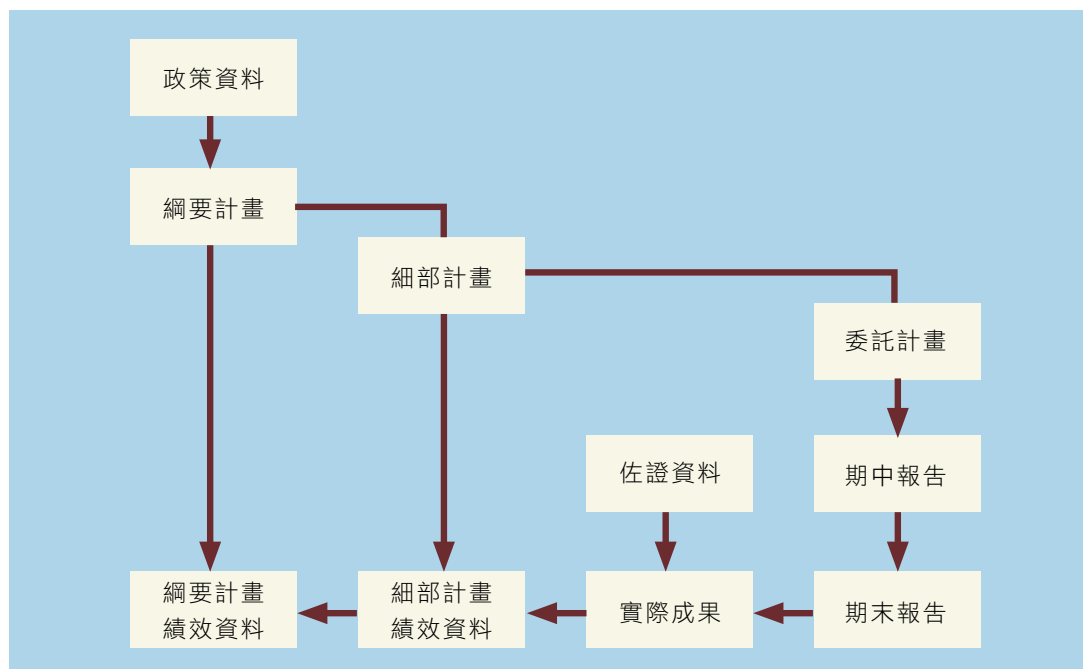 政策資料
綱要計畫
細部計畫
委託計畫
佐證資料
期中報告
綱要計畫
績效資料
細部計畫
績效資料
實際成果
期末報告